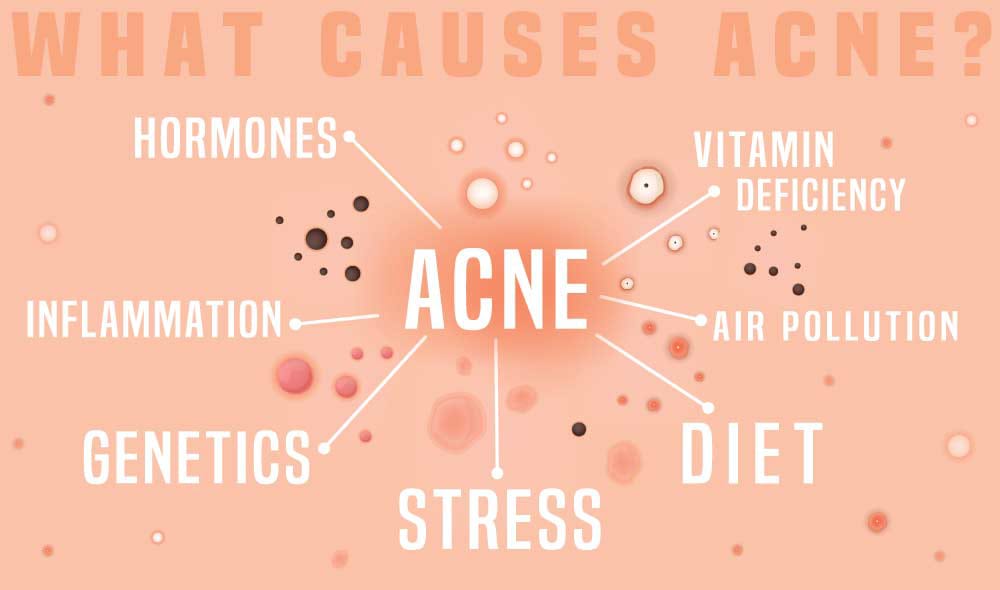 WHAT CAUSES ACNE?
HORMONES
VITAMIN
DEFICIENCY
ACNE
INFLAMMATION
AIR POLLUTION
GENETICS
DIET
STRESS